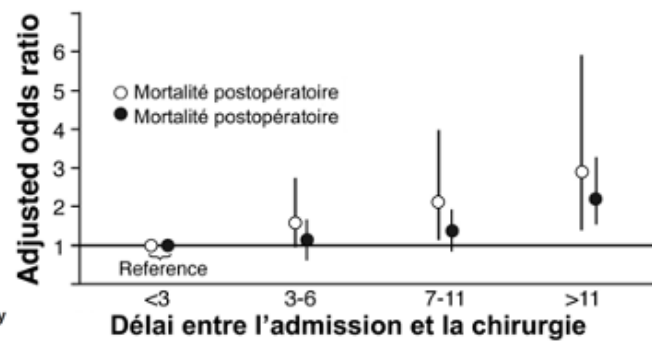 Adjusted odds ratio
7
6
5
4
3
2
1
Mortalité postopératoire
Mortalité postopératoire
Reference
<3 3-6 7-11 >11
y
Délai entre l’admission et la chirurgie